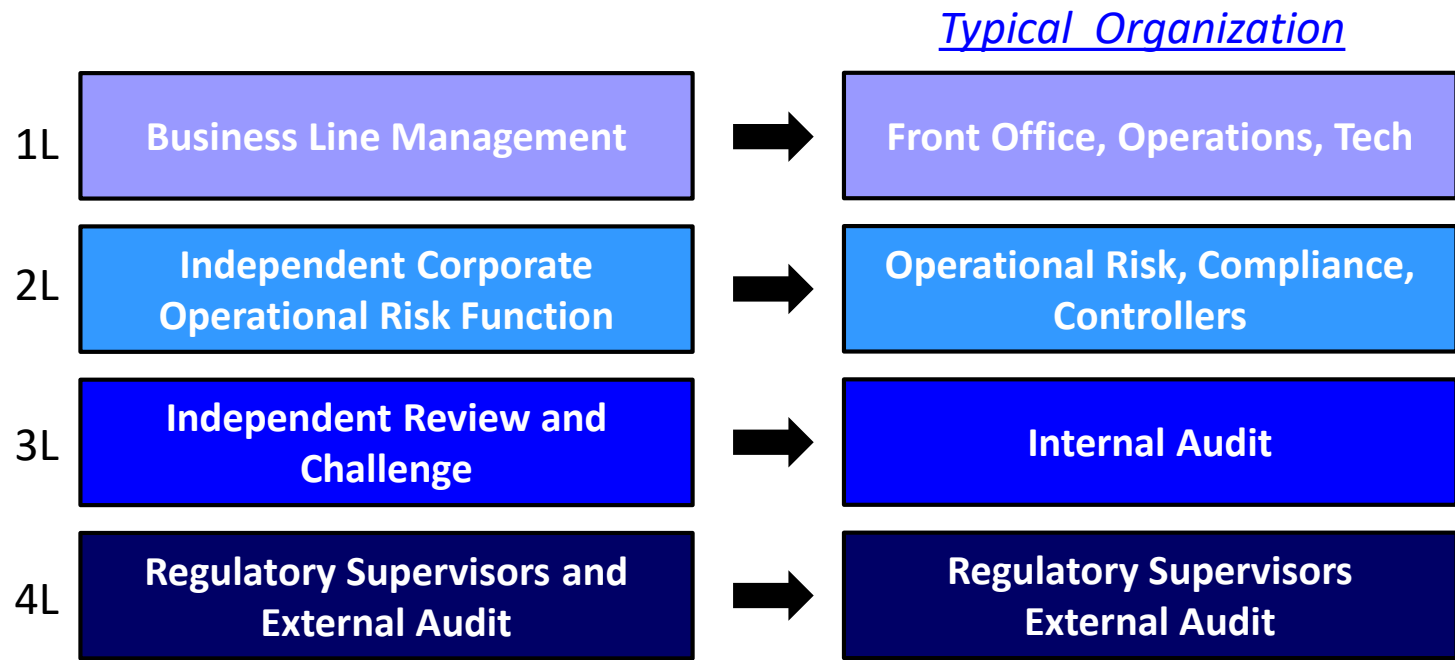 Typical Organization
1L
Business Line Management
Front Office, Operations, Tech
2L
Independent Corporate
Operational Risk Function
Operational Risk, Compliance,
Controllers
3L
Independent Review and
Challenge
Internal Audit
4L
Regulatory Supervisors and
External Audit
Regulatory Supervisors
External Audit